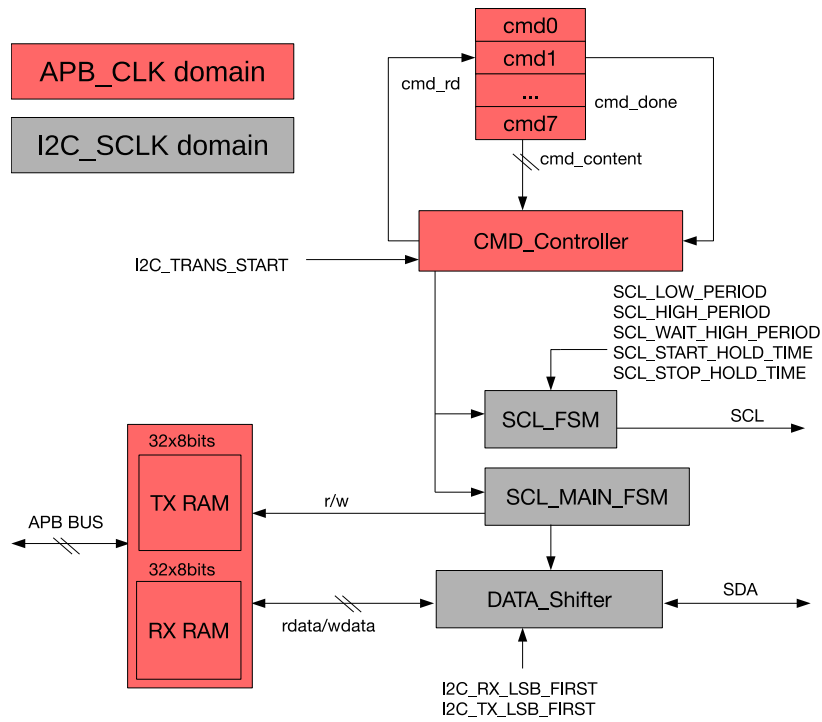 APB_CLK domain
I2C_SCLK domain
cmd0
cmd1
...
cmd7
cmd_rd
cmd_done
cmd_content
CMD_Controller
I2C_TRANS_START
SCL_LOW_PERIOD
SCL_HIGH_PERIOD
SCL_WAIT_HIGH_PERIOD
SCL_START_HOLD_TIME
SCL_STOP_HOLD_TIME
SCL_FSM
SCL
32x8bits
TX RAM
r/w
SCL_MAIN_FSM
APB BUS
32x8bits
RX RAM
rdata/wdata
DATA_Shifter
SDA
I2C_RX_LSB_FIRST
I2C_TX_LSB_FIRST